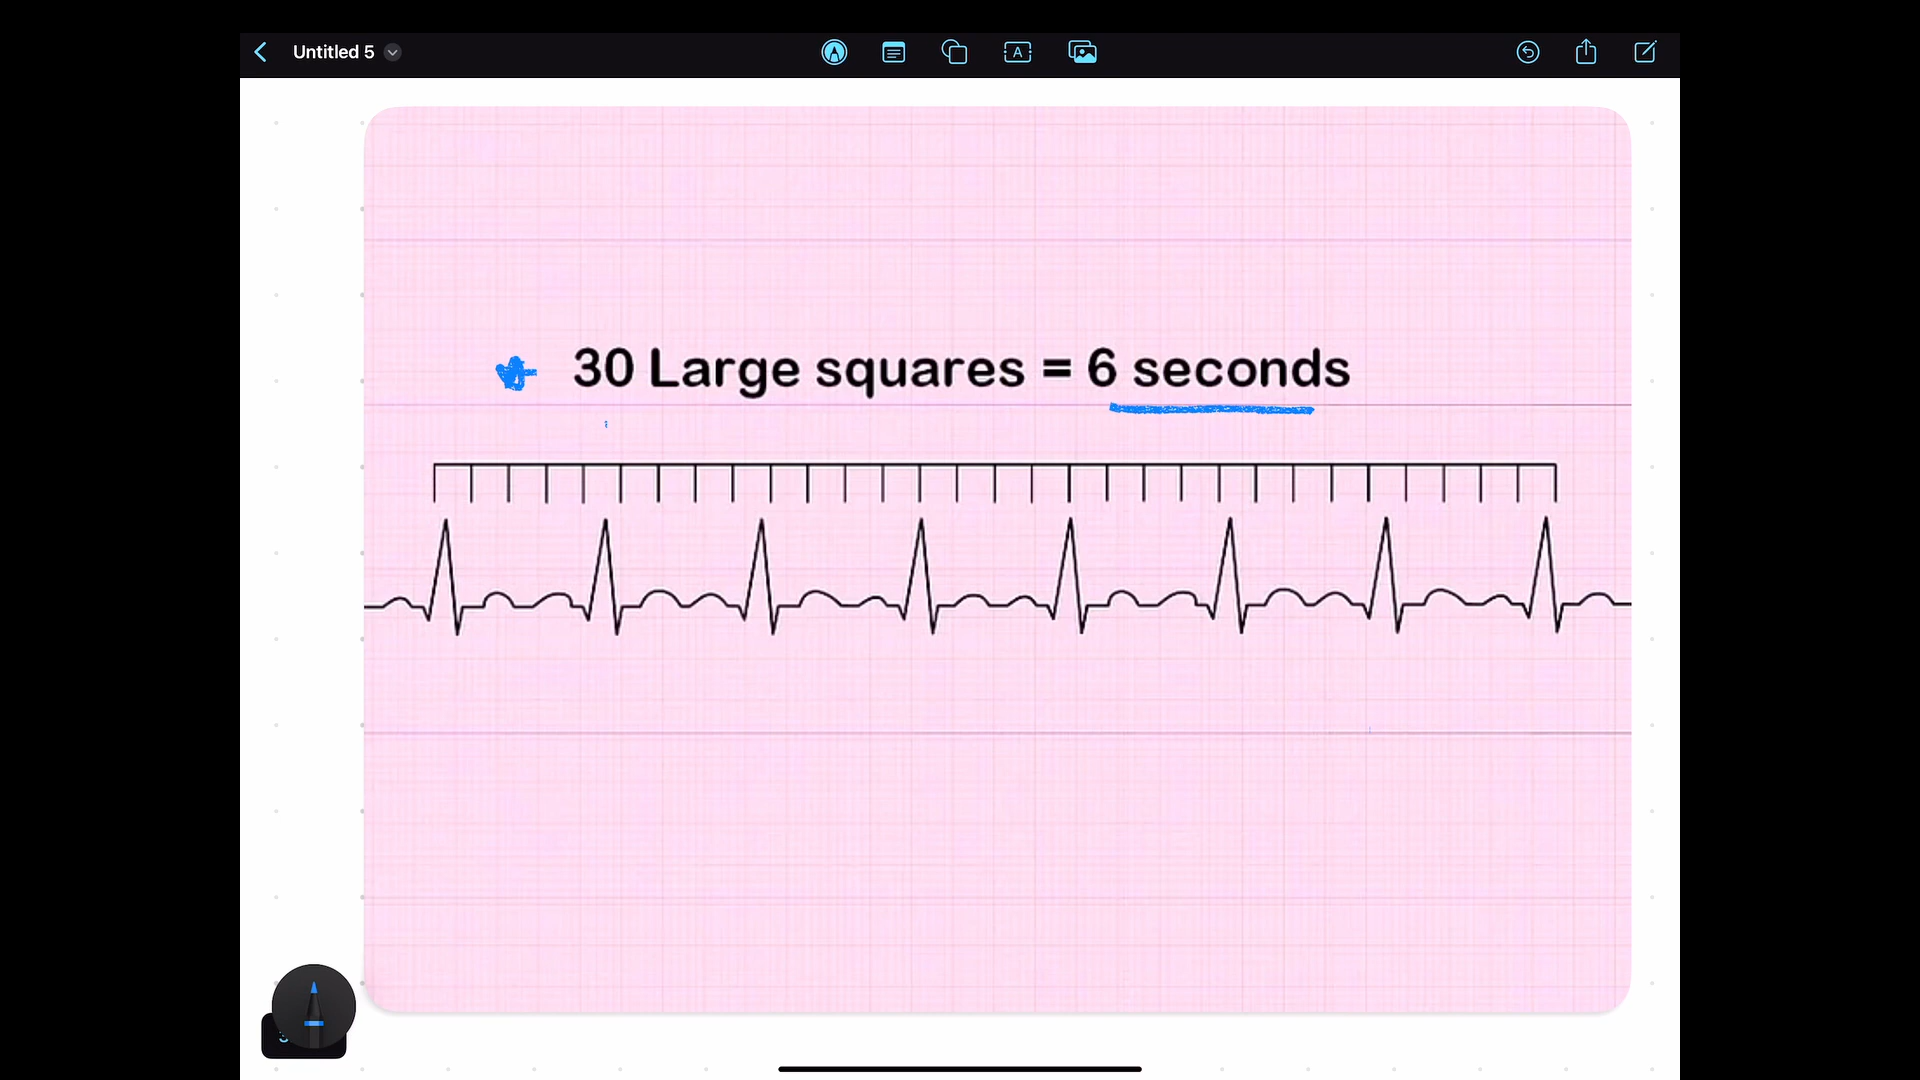 Untitled 5
A
30 Large squares = 6 seconds